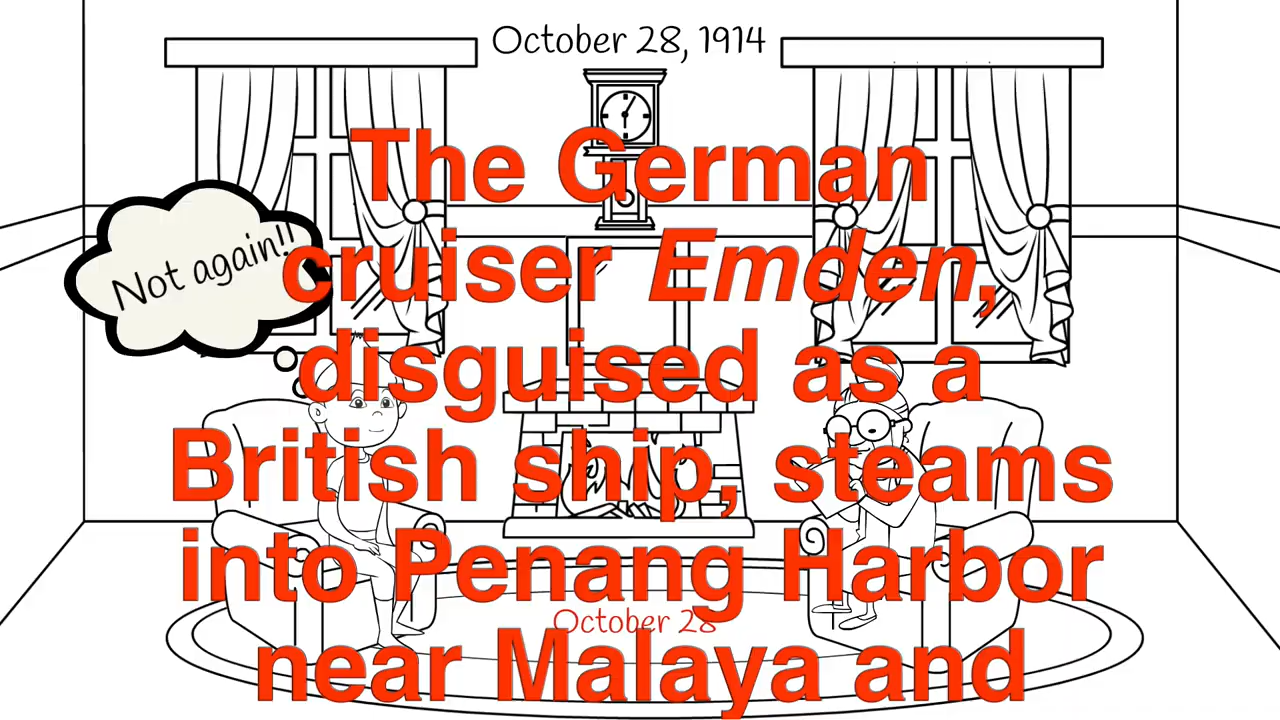 October 28, 1914
Not again!!
The German
cruiser Emden,
disguised as a
British ship, steams
into Penang Harbor
near Malaya and
October 28